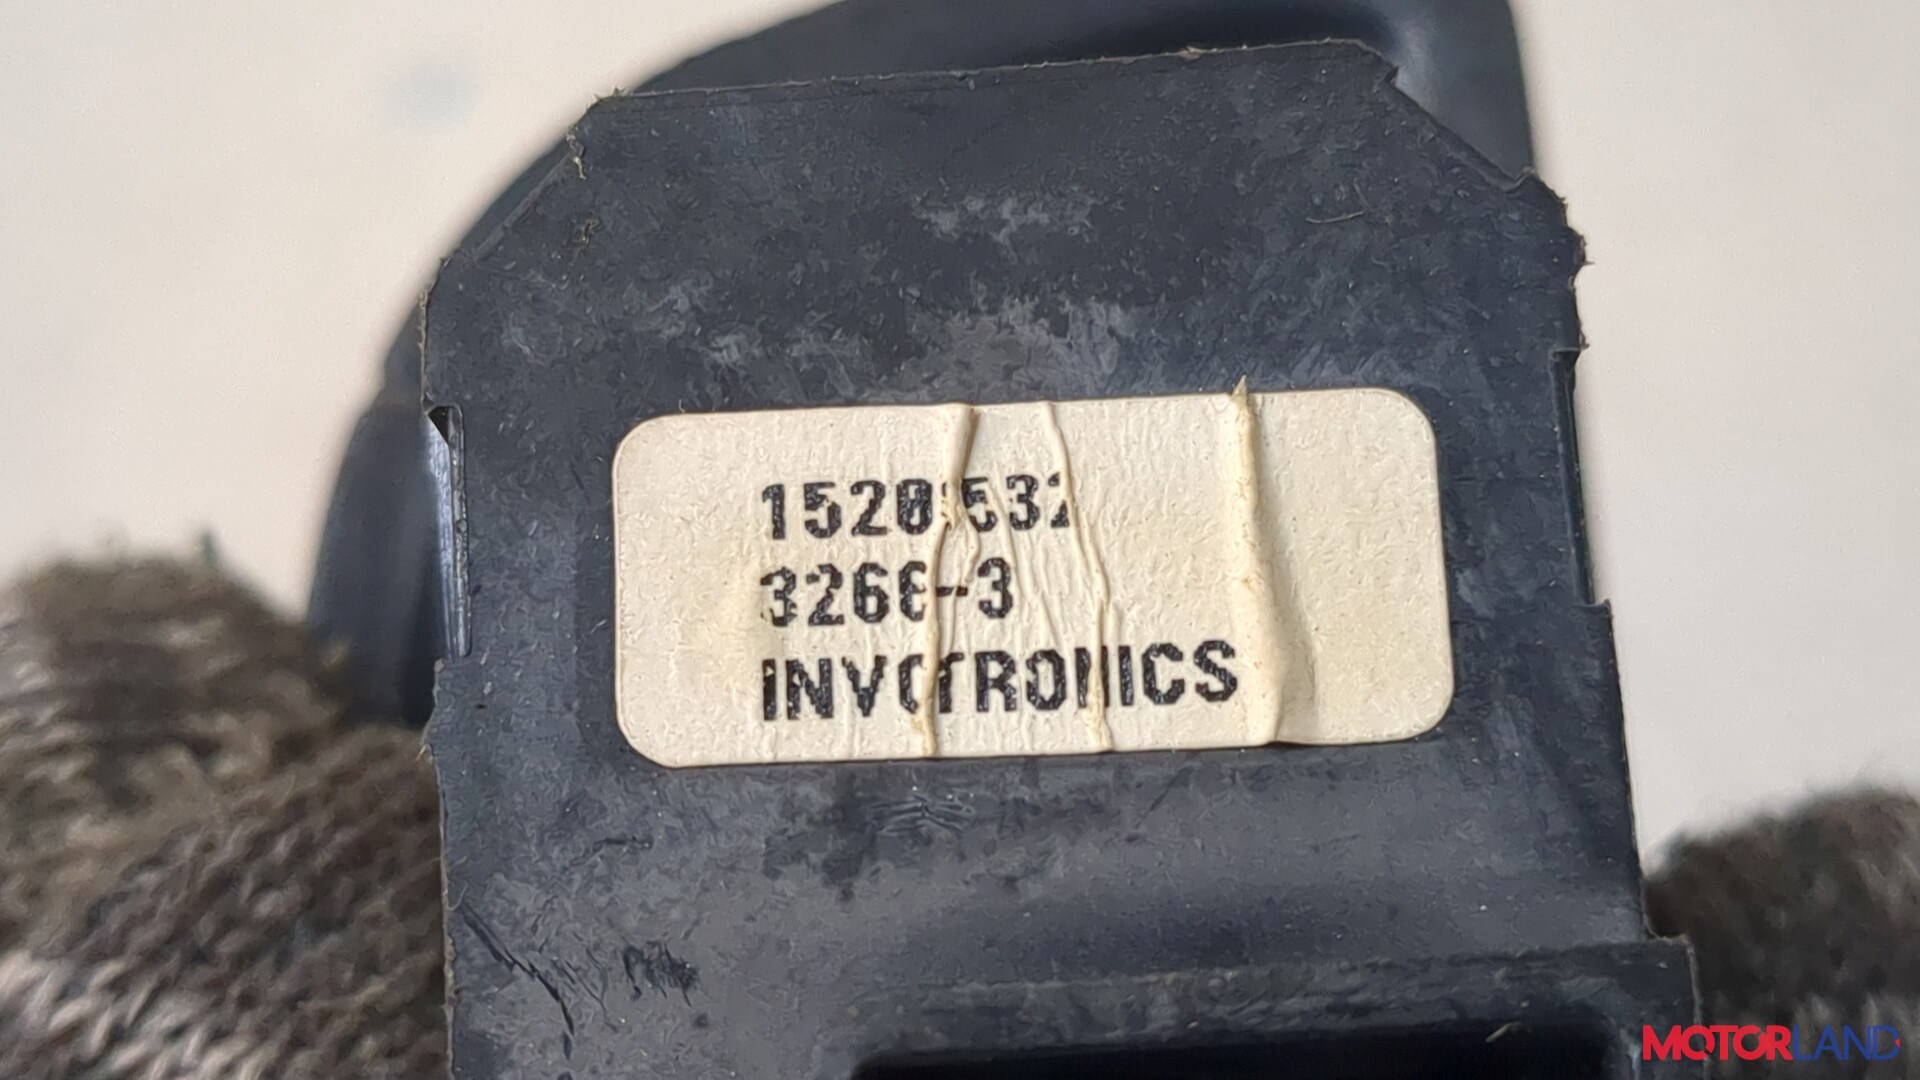 3266-3
INVOTRONICS
MOTORLAND